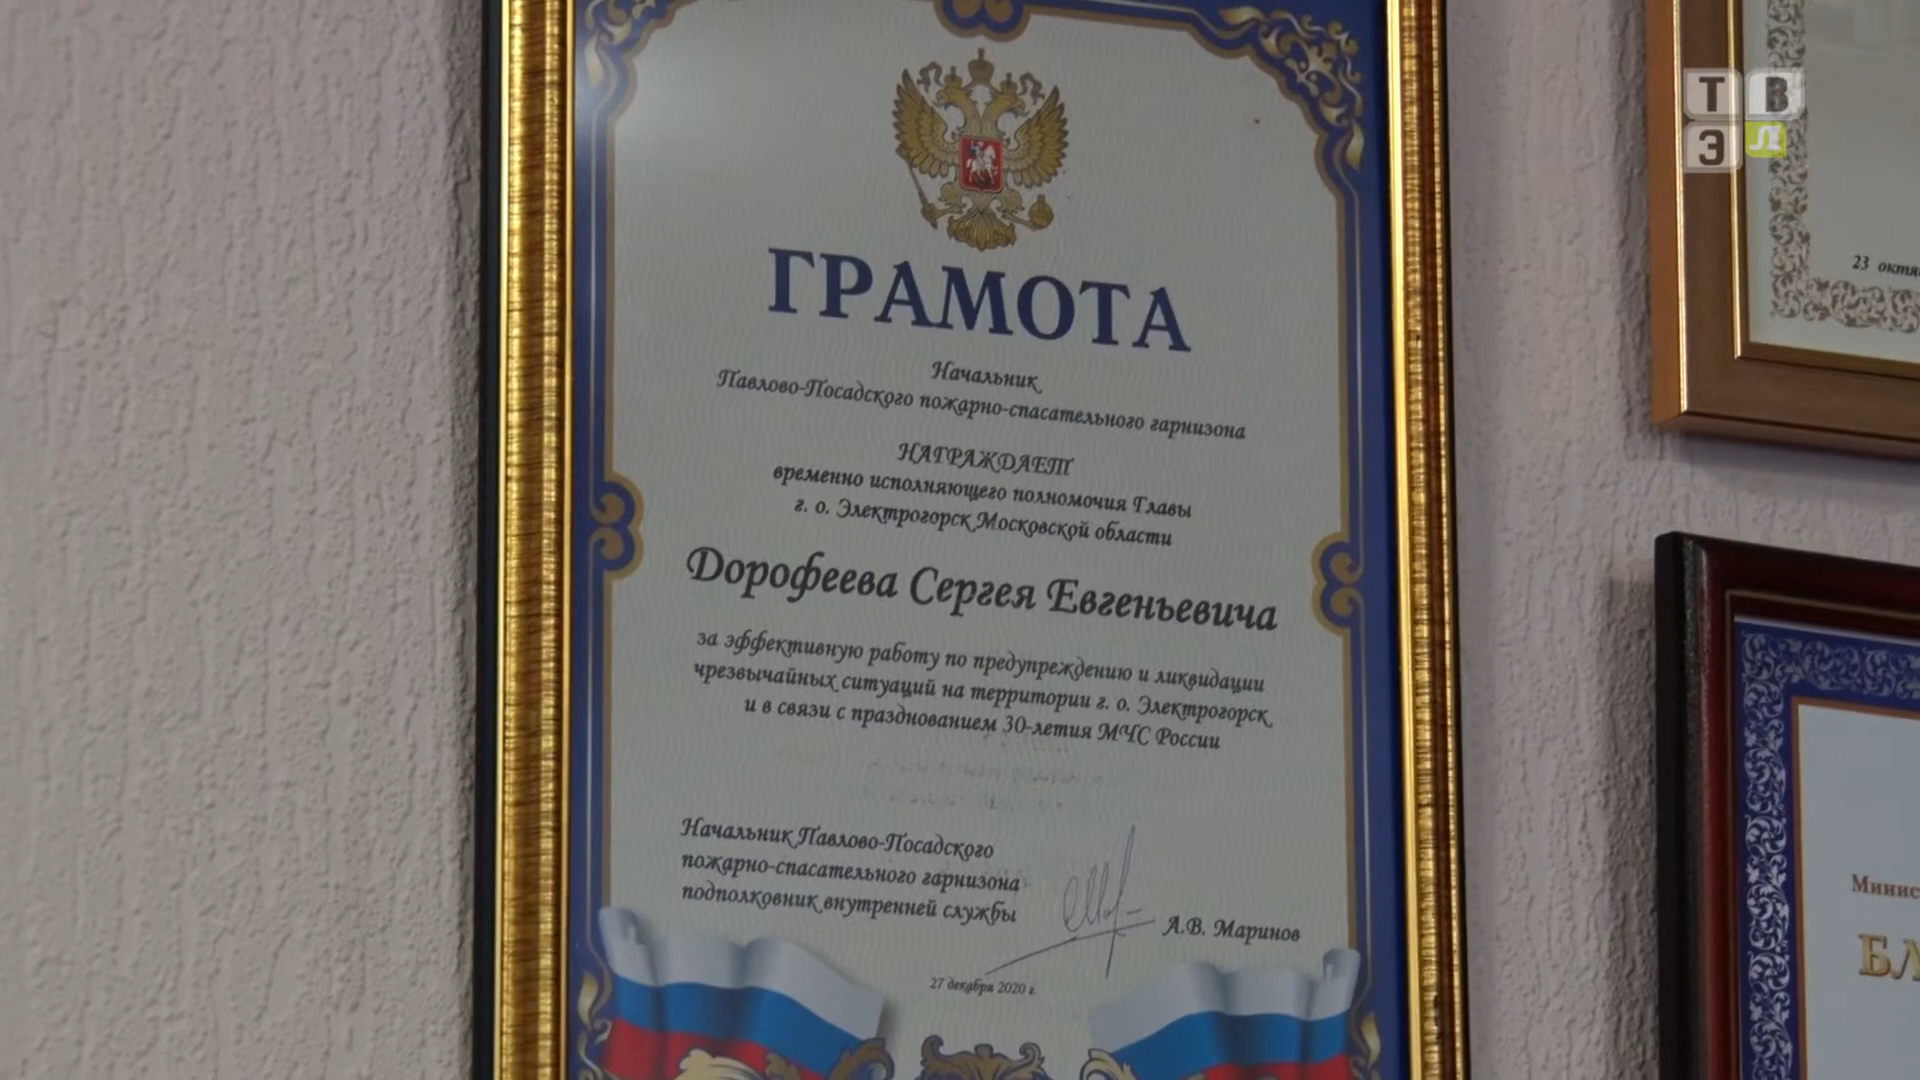 ГРАМОТА
Начальник
Павлово-Посадского пожарно-спасательного гарнизона
НАГРАЖДАЕТ
временно исполняющего полномочия Главы
г. о. Электрогорск Московской области
Дорофеева Сергея Евгеньевича
за эффективную работу по предупреждению и ликвидации
чрезвычайных ситуаций на территории г. о. Электрогорск
и в связи с празднованием 30-летия МЧС России
Начальник Павлово-Посадского
пожарно-спасательного гарнизона
подполковник внутренней службы
А.В. Маринов
27 декабря 2020 г.
ТВ
Эл
23 октя
Минис
БЛ